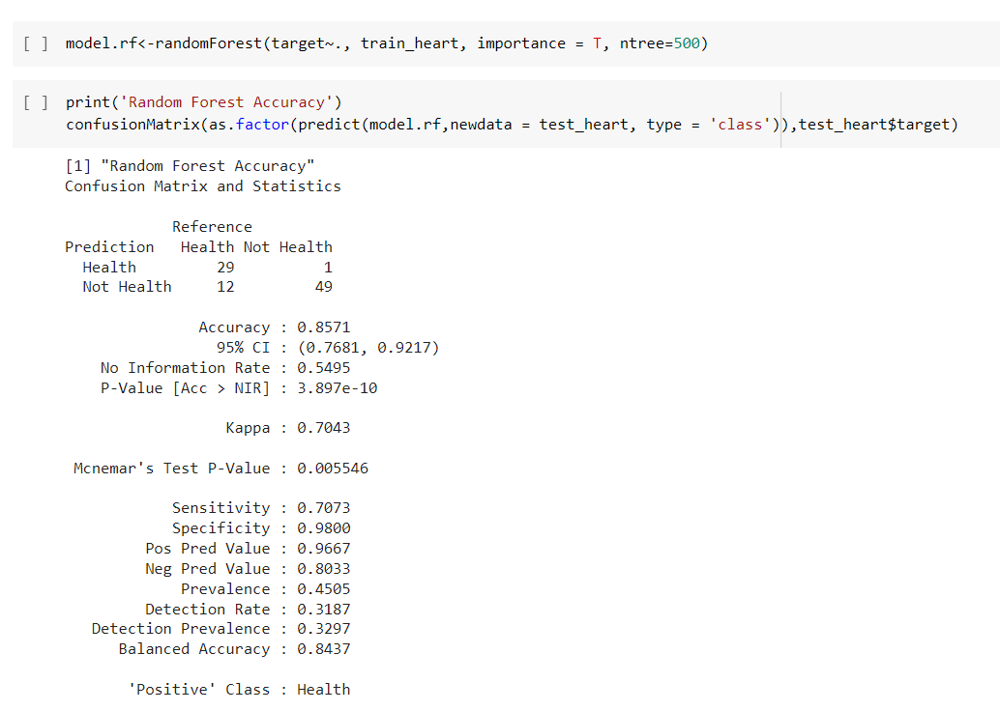 [ ] model.rf<-randomForest(target~., train_heart, importance = T, ntree=500)
[ ] print('Random Forest Accuracy')
confusionMatrix(as.factor(predict(model.rf,newdata = test_heart, type = 'class')),test_heart$target)
[1] "Random Forest Accuracy"
Confusion Matrix and Statistics
Reference
Prediction Health Not Health
Health 29 1
Not Health 12 49
Accuracy : 0.8571
95% CI : (0.7681, 0.9217)
No Information Rate : 0.5495
P-Value [Acc > NIR] : 3.897e-10
Kappa : 0.7043
Mcnemar's Test P-Value : 0.005546
Sensitivity : 0.7073
Specificity : 0.9800
Pos Pred Value : 0.9667
Neg Pred Value : 0.8033
Prevalence : 0.4505
Detection Rate : 0.3187
Detection Prevalence : 0.3297
Balanced Accuracy : 0.8437
'Positive' Class : Health